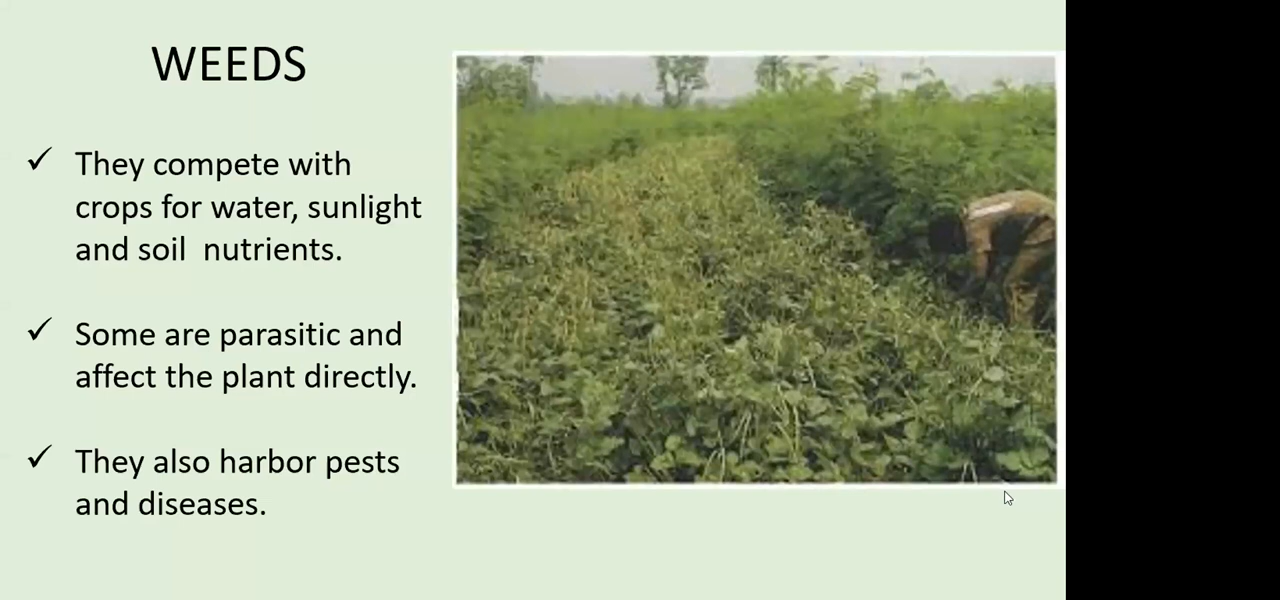 WEEDS
✓ They compete with
crops for water, sunlight
and soil  nutrients.
✓ Some are parasitic and
affect the plant directly.
✓ They also harbor pests
and diseases.